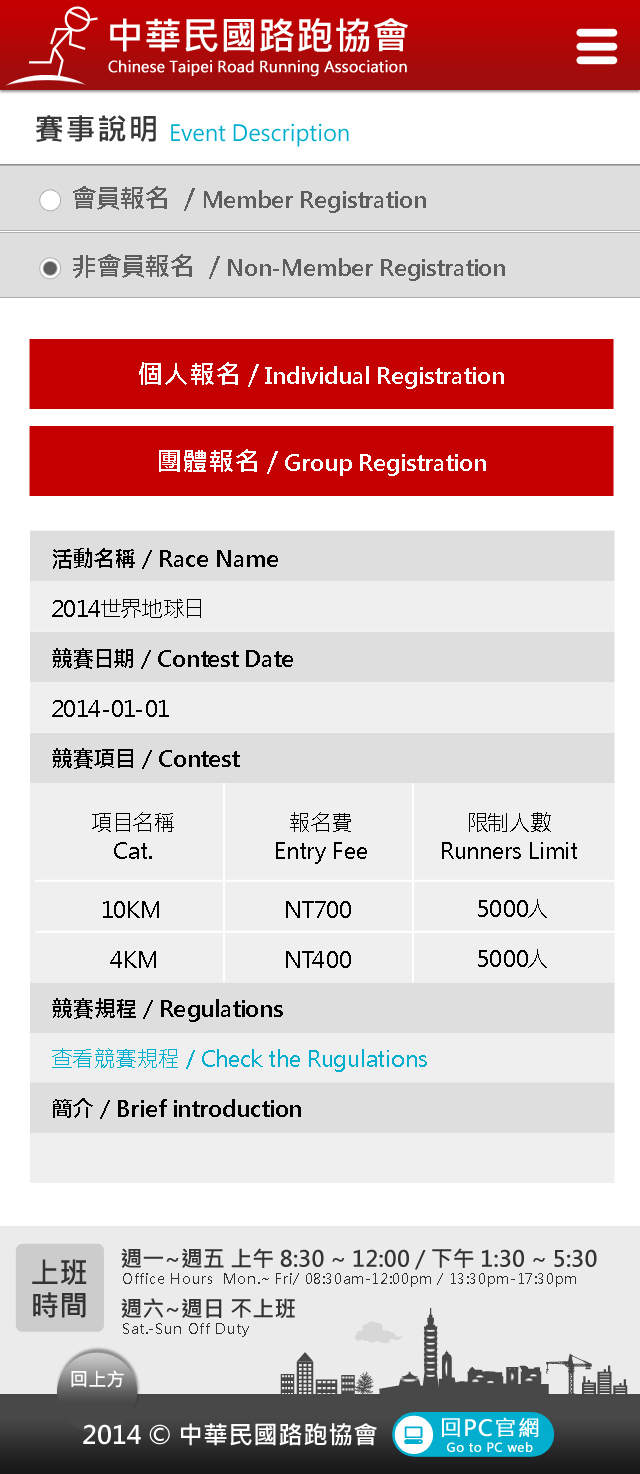 中華民國路跑協會
Chinese Taipei Road Running Association
賽事說明 Event Description
會員報名 / Member Registration
非會員報名 / Non-Member Registration
個人報名 / Individual Registration
團體報名 / Group Registration
活動名稱 / Race Name
2014世界地球日
競賽日期 / Contest Date
2014-01-01
競賽項目 / Contest
項目名稱 報名費 限制人數
Cat. Entry Fee Runners Limit
10KM NT700 5000人
4KM NT400 5000人
競賽規程 / Regulations
查看競賽規程 / Check the Rugulations
簡介 / Brief introduction
上班
時間
週一~週五 上午 8:30 ~ 12:00 / 下午 1:30 ~ 5:30
Office Hours Mon.~ Fri/ 08:30am-12:00pm / 13:30pm-17:30pm
週六~週日 不上班
Sat.-Sun Off Duty
回上方
2014 © 中華民國路跑協會
回PC官網
Go to PC web